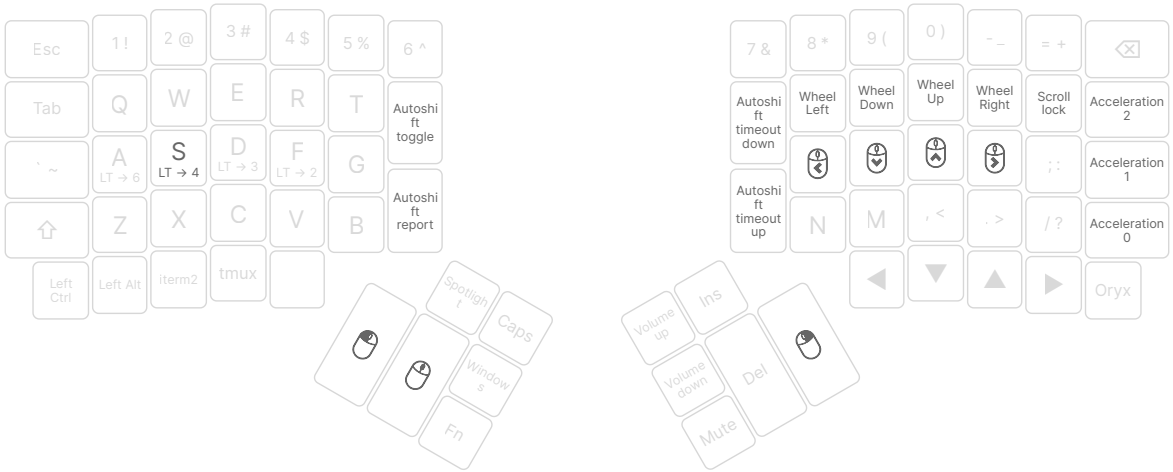 Esc
1 !
2 @
3 #
4 $
5 %
6 ^
7 &
8 *
9 (
0 )
- _
= +
Tab
Q
W
E
R
T
Autoshi
ft
toggle
Autoshi
ft
timeout
down
Wheel
Left
Wheel
Down
Wheel
Up
Wheel
Right
Scroll
lock
Acceleration
2
` ~
A
LT → 6
S
LT → 4
D
LT → 3
F
LT → 2
G
; :
Acceleration
1
Z
X
C
V
B
Autoshi
ft
report
Autoshi
ft
timeout
up
N
M
, <
. >
/ ?
Acceleration
0
Left
Ctrl
Left Alt
iterm2
tmux
Oryx
Spotligh
t
Caps
Window
s
Fn
Volume
up
Ins
Volume
down
Del
Mute